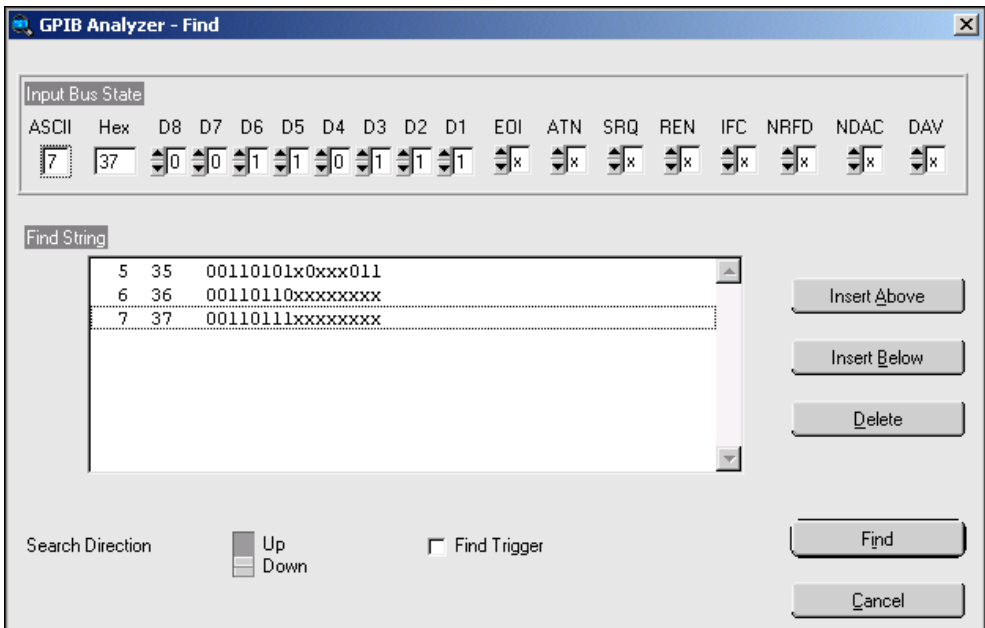 GPIB Analyzer - Find
Input Bus State
ASCII Hex D8 D7 D6 D5 D4 D3 D2 D1 EOI ATN SRQ REN IFC NRFD NDAC DAV
7 37 0 0 1 1 0 1 1 1 x x x x x x x x
Find String
5 35 00110101x0xxx011
6 36 00110110xxxxxxxx
7 37 00110111xxxxxxxx
Insert Above
Insert Below
Delete
Search Direction
Up
Down
Find Trigger
Find
Cancel